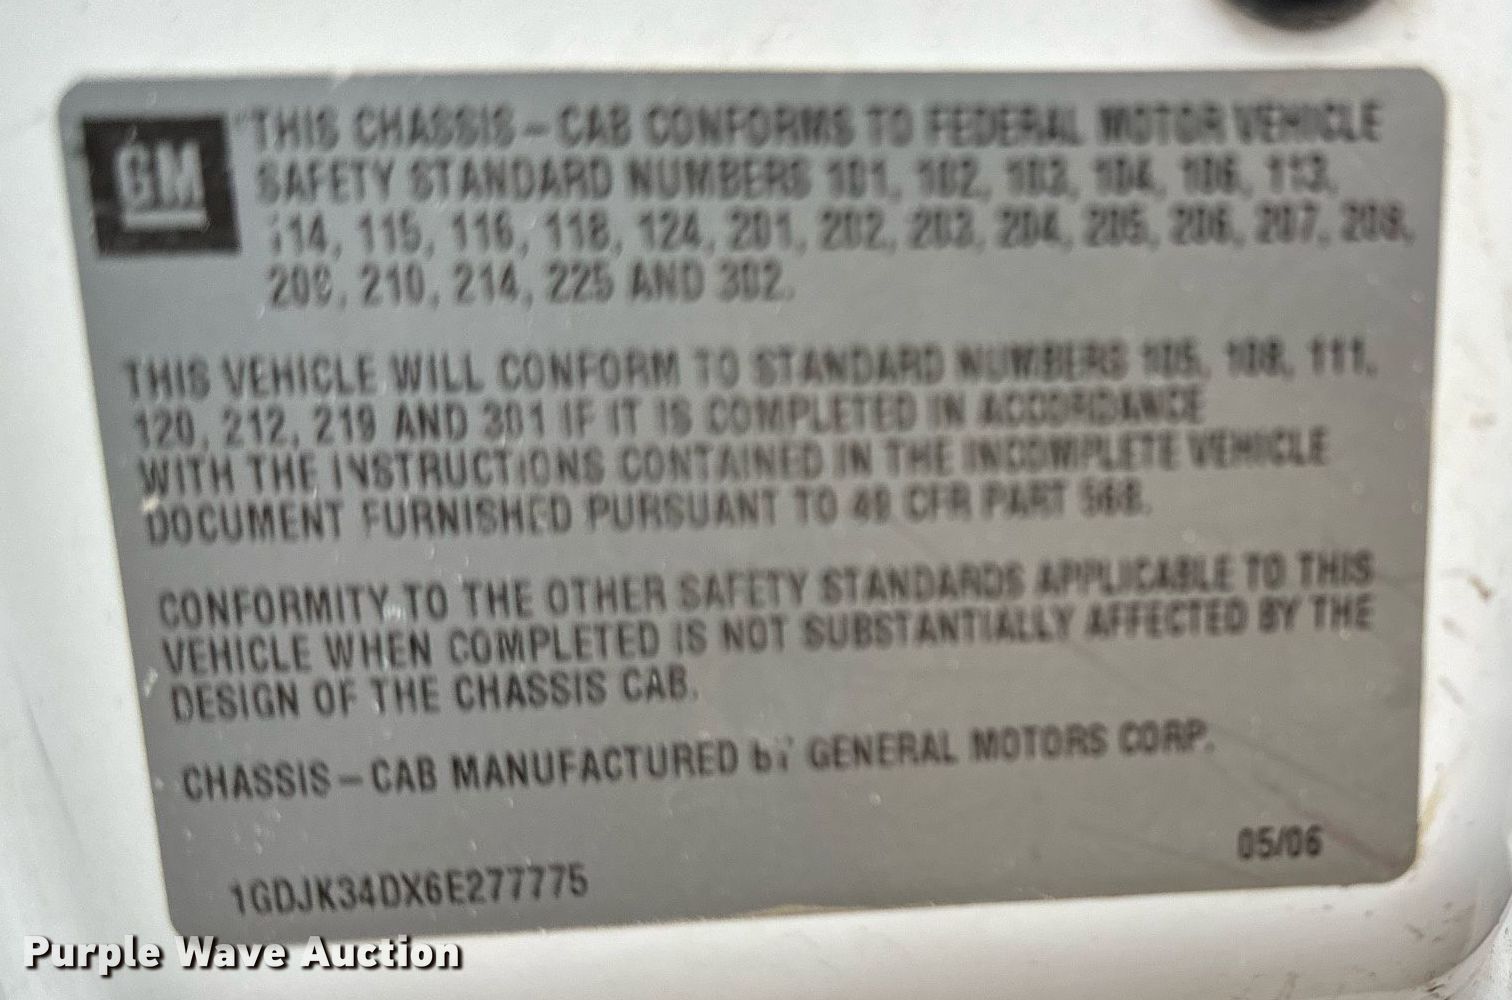 GM
"THIS CHASSIS-CAB CONFORMS TO FEDERAL MOTOR VEHICLE
SAFETY STANDARD NUMBERS 101, 102, 103, 104, 106, 113,
114, 115, 116, 118, 124, 201, 202, 203, 204, 205, 206, 207, 208,
209, 210, 214, 225 AND 302.
THIS VEHICLE WILL CONFORM TO STANDARD NUMBERS 105, 108, 111,
120, 212, 219 AND 301 IF IT IS COMPLETED IN ACCORDANCE
WITH THE INSTRUCTIONS CONTAINED IN THE INCOMPLETE VEHICLE
DOCUMENT FURNISHED PURSUANT TO 49 CFR PART 568.
CONFORMITY TO THE OTHER SAFETY STANDARDS APPLICABLE TO THIS
VEHICLE WHEN COMPLETED IS NOT SUBSTANTIALLY AFFECTED BY THE
DESIGN OF THE CHASSIS CAB.
CHASSIS-CAB MANUFACTURED by GENERAL MOTORS CORP.
05/06
1GDJK34DX6E277775
Purple Wave Auction